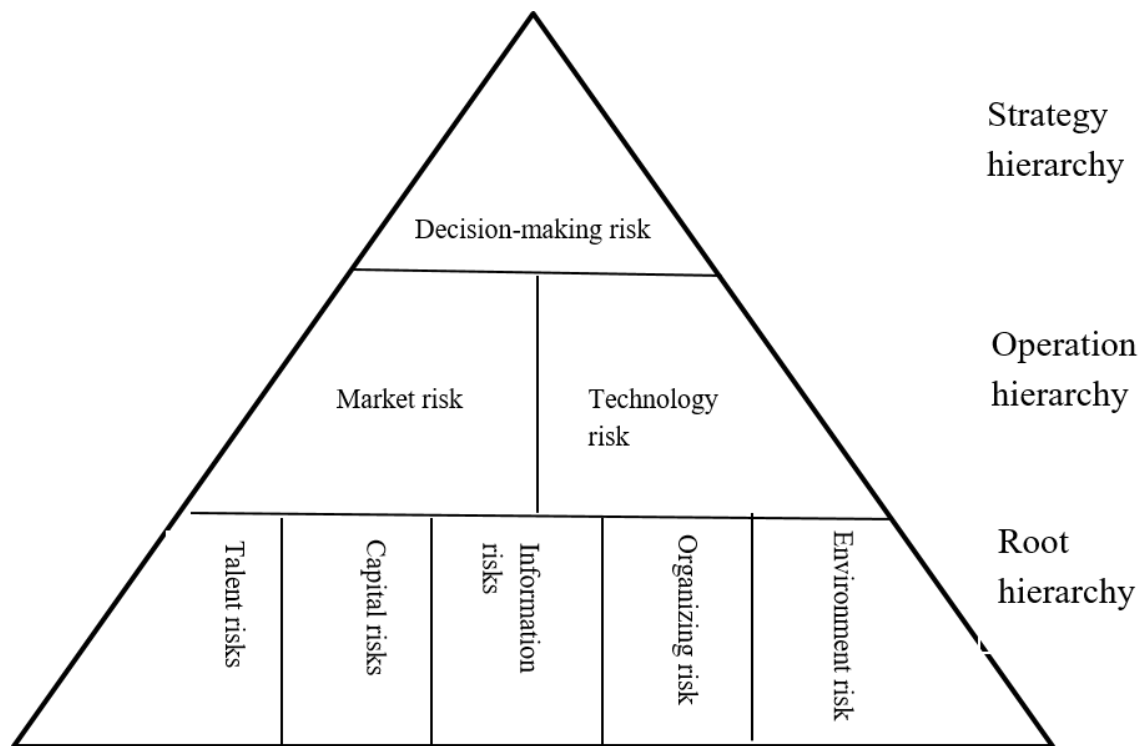 Strategy
hierarchy
Decision-making risk
Operation
hierarchy
Market risk
Technology
risk
Root
hierarchy
Talent risks
Capital risks
Information
risks
Organizing risk
Environment risk